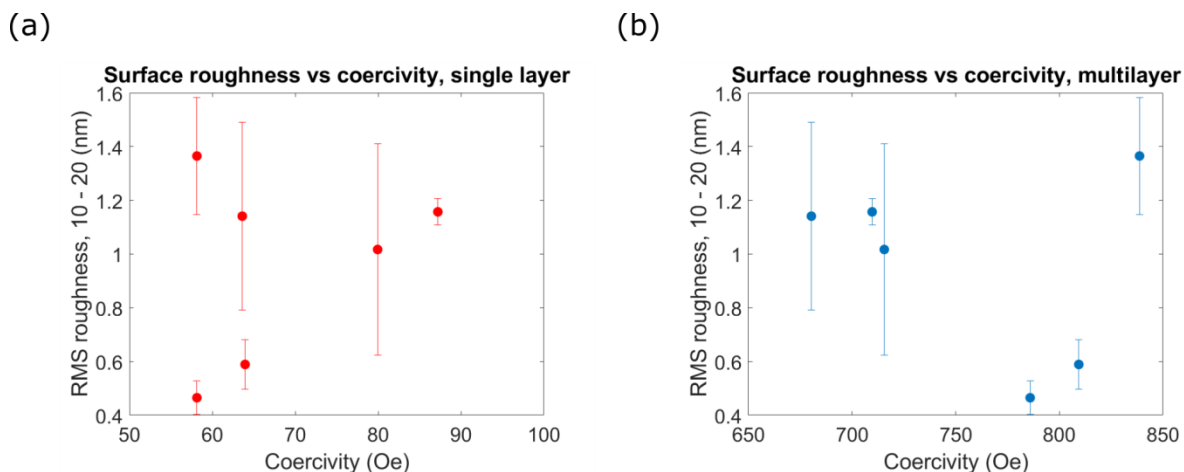 (a)
Surface roughness vs coercivity, single layer
RMS roughness, 10 - 20 (nm)
1.6
1.4
1.2
1
0.8
0.6
0.4
50 60 70 80 90 100
Coercivity (Oe)
(b)
Surface roughness vs coercivity, multilayer
RMS roughness, 10 - 20 (nm)
1.6
1.4
1.2
1
0.8
0.6
0.4
650 700 750 800 850
Coercivity (Oe)